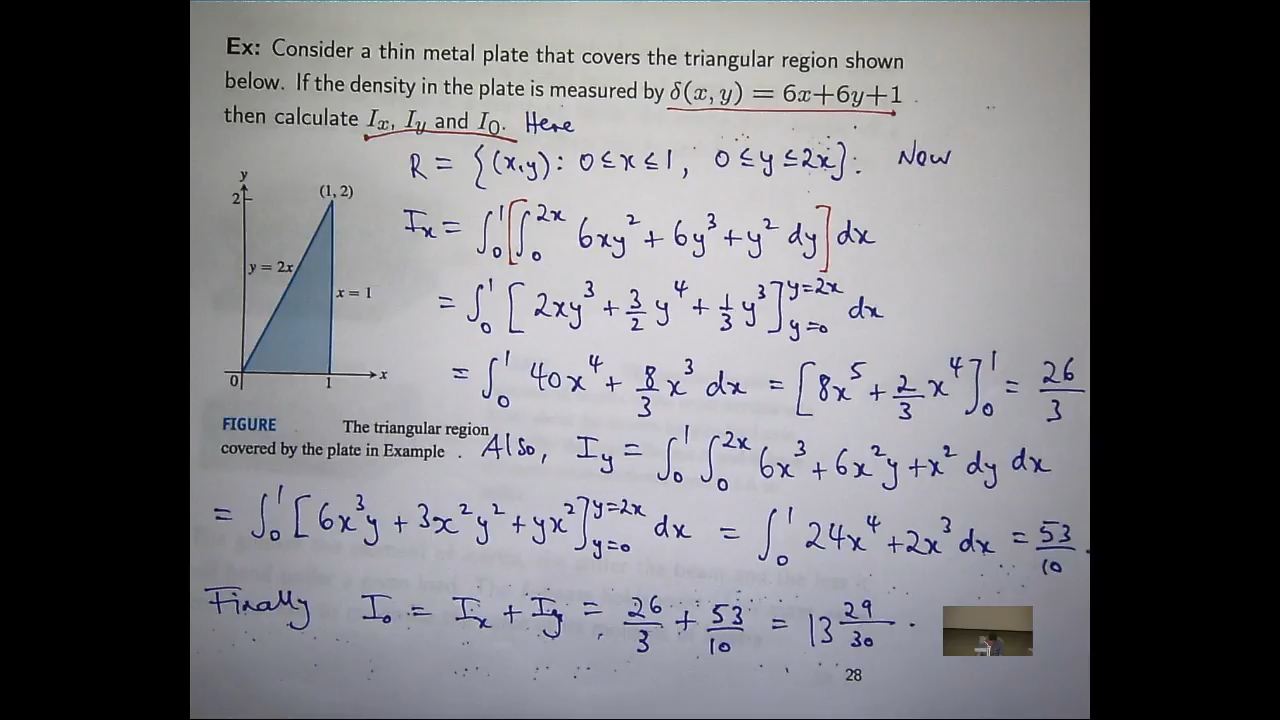 Ex: Consider a thin metal plate that covers the triangular region shown
below. If the density in the plate is measured by δ(x, y) = 6x+6y+1
then calculate Iₓ, I_y and I₀. Here
R = {(x,y): 0 ≤ x ≤ 1, 0 ≤ y ≤ 2x}. Now
y
2
(1, 2)
y = 2x
x = 1
0
1
x
Iₓ = ∫₀¹ [∫₀²ˣ 6xy² + 6y³ + y² dy] dx
= ∫₀¹ [2xy³ + 3/2 y⁴ + 1/3 y³]_{y=0}^{y=2x} dx
= ∫₀¹ 40x⁴ + 8/3 x³ dx = [8x⁵ + 2/3 x⁴]₀¹ = 26/3
FIGURE The triangular region
covered by the plate in Example .
Also, I_y = ∫₀¹ ∫₀²ˣ 6x³ + 6x²y + x² dy dx
= ∫₀¹ [6x³y + 3x²y² + yx²]_{y=0}^{y=2x} dx = ∫₀¹ 24x⁴ + 2x³ dx = 53/10.
Finally I₀ = Iₓ + I_y = 26/3 + 53/10 = 13 29/30.
28